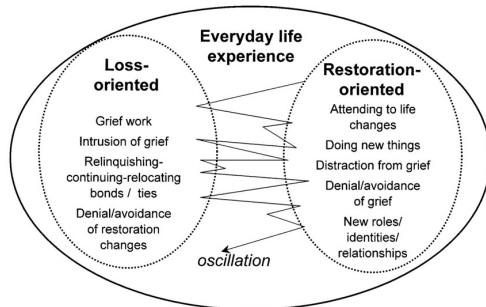 Everyday life
experience
Loss-
oriented
Grief work
Intrusion of grief
Relinquishing-
continuing-relocating
bonds / ties
Denial/avoidance
of restoration
changes
Restoration-
oriented
Attending to life
changes
Doing new things
Distraction from grief
Denial/avoidance
of grief
New roles/
identities/
relationships
oscillation